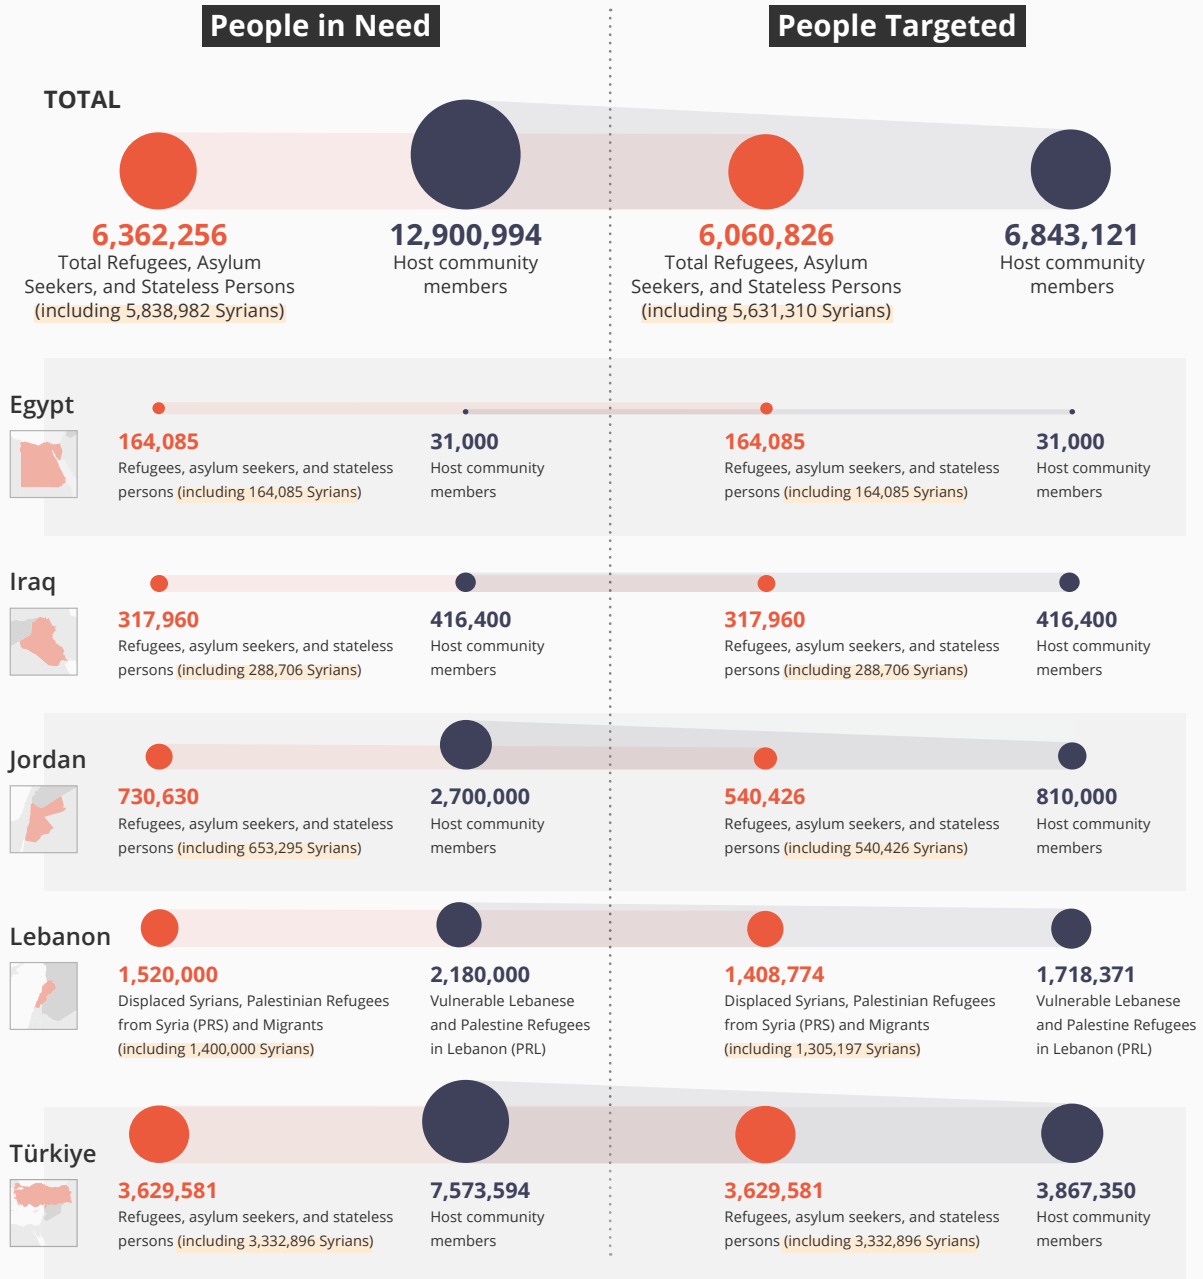 People in Need
People Targeted
TOTAL
6,362,256
Total Refugees, Asylum
Seekers, and Stateless Persons
(including 5,838,982 Syrians)
12,900,994
Host community
members
6,060,826
Total Refugees, Asylum
Seekers, and Stateless Persons
(including 5,631,310 Syrians)
6,843,121
Host community
members
Egypt
164,085
Refugees, asylum seekers, and stateless
persons (including 164,085 Syrians)
31,000
Host community
members
164,085
Refugees, asylum seekers, and stateless
persons (including 164,085 Syrians)
31,000
Host community
members
Iraq
317,960
Refugees, asylum seekers, and stateless
persons (including 288,706 Syrians)
416,400
Host community
members
317,960
Refugees, asylum seekers, and stateless
persons (including 288,706 Syrians)
416,400
Host community
members
Jordan
730,630
Refugees, asylum seekers, and stateless
persons (including 653,295 Syrians)
2,700,000
Host community
members
540,426
Refugees, asylum seekers, and stateless
persons (including 540,426 Syrians)
810,000
Host community
members
Lebanon
1,520,000
Displaced Syrians, Palestinian Refugees
from Syria (PRS) and Migrants
(including 1,400,000 Syrians)
2,180,000
Vulnerable Lebanese
and Palestine Refugees
in Lebanon (PRL)
1,408,774
Displaced Syrians, Palestinian Refugees
from Syria (PRS) and Migrants
(including 1,305,197 Syrians)
1,718,371
Vulnerable Lebanese
and Palestine Refugees
in Lebanon (PRL)
Türkiye
3,629,581
Refugees, asylum seekers, and stateless
persons (including 3,332,896 Syrians)
7,573,594
Host community
members
3,629,581
Refugees, asylum seekers, and stateless
persons (including 3,332,896 Syrians)
3,867,350
Host community
members